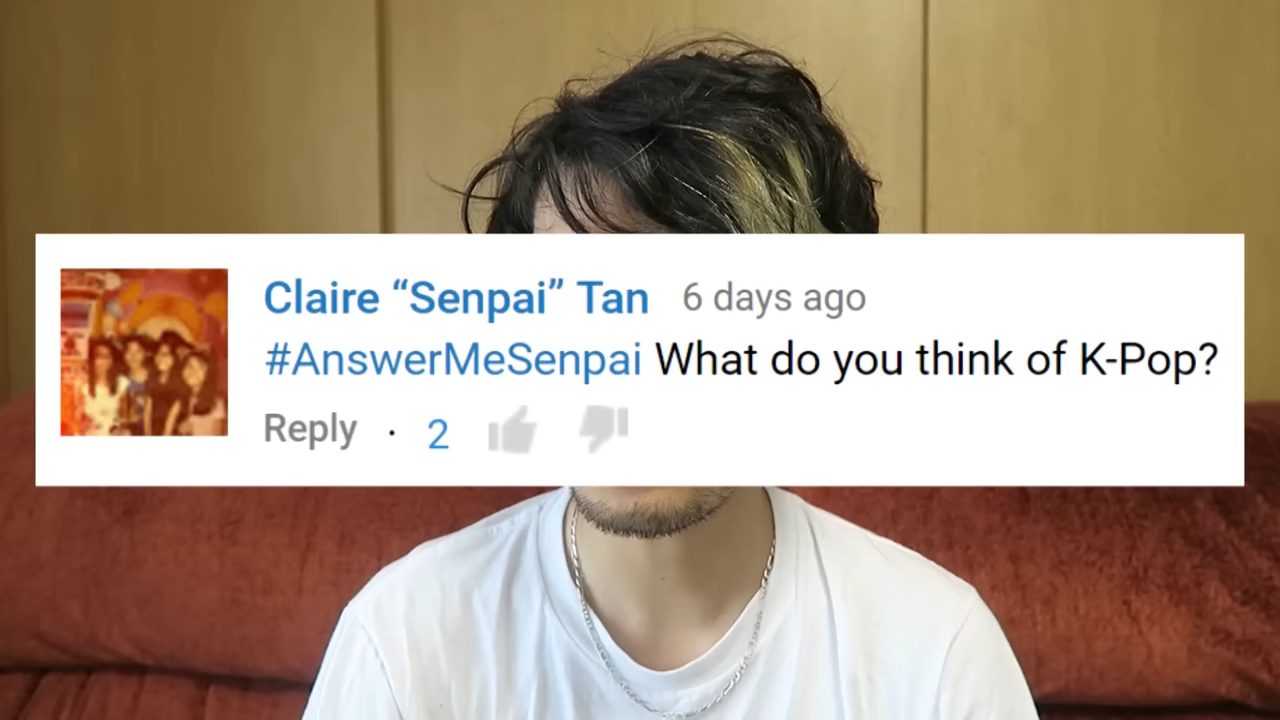 Claire “Senpai” Tan 6 days ago
#AnswerMeSenpai What do you think of K-Pop?
Reply · 2